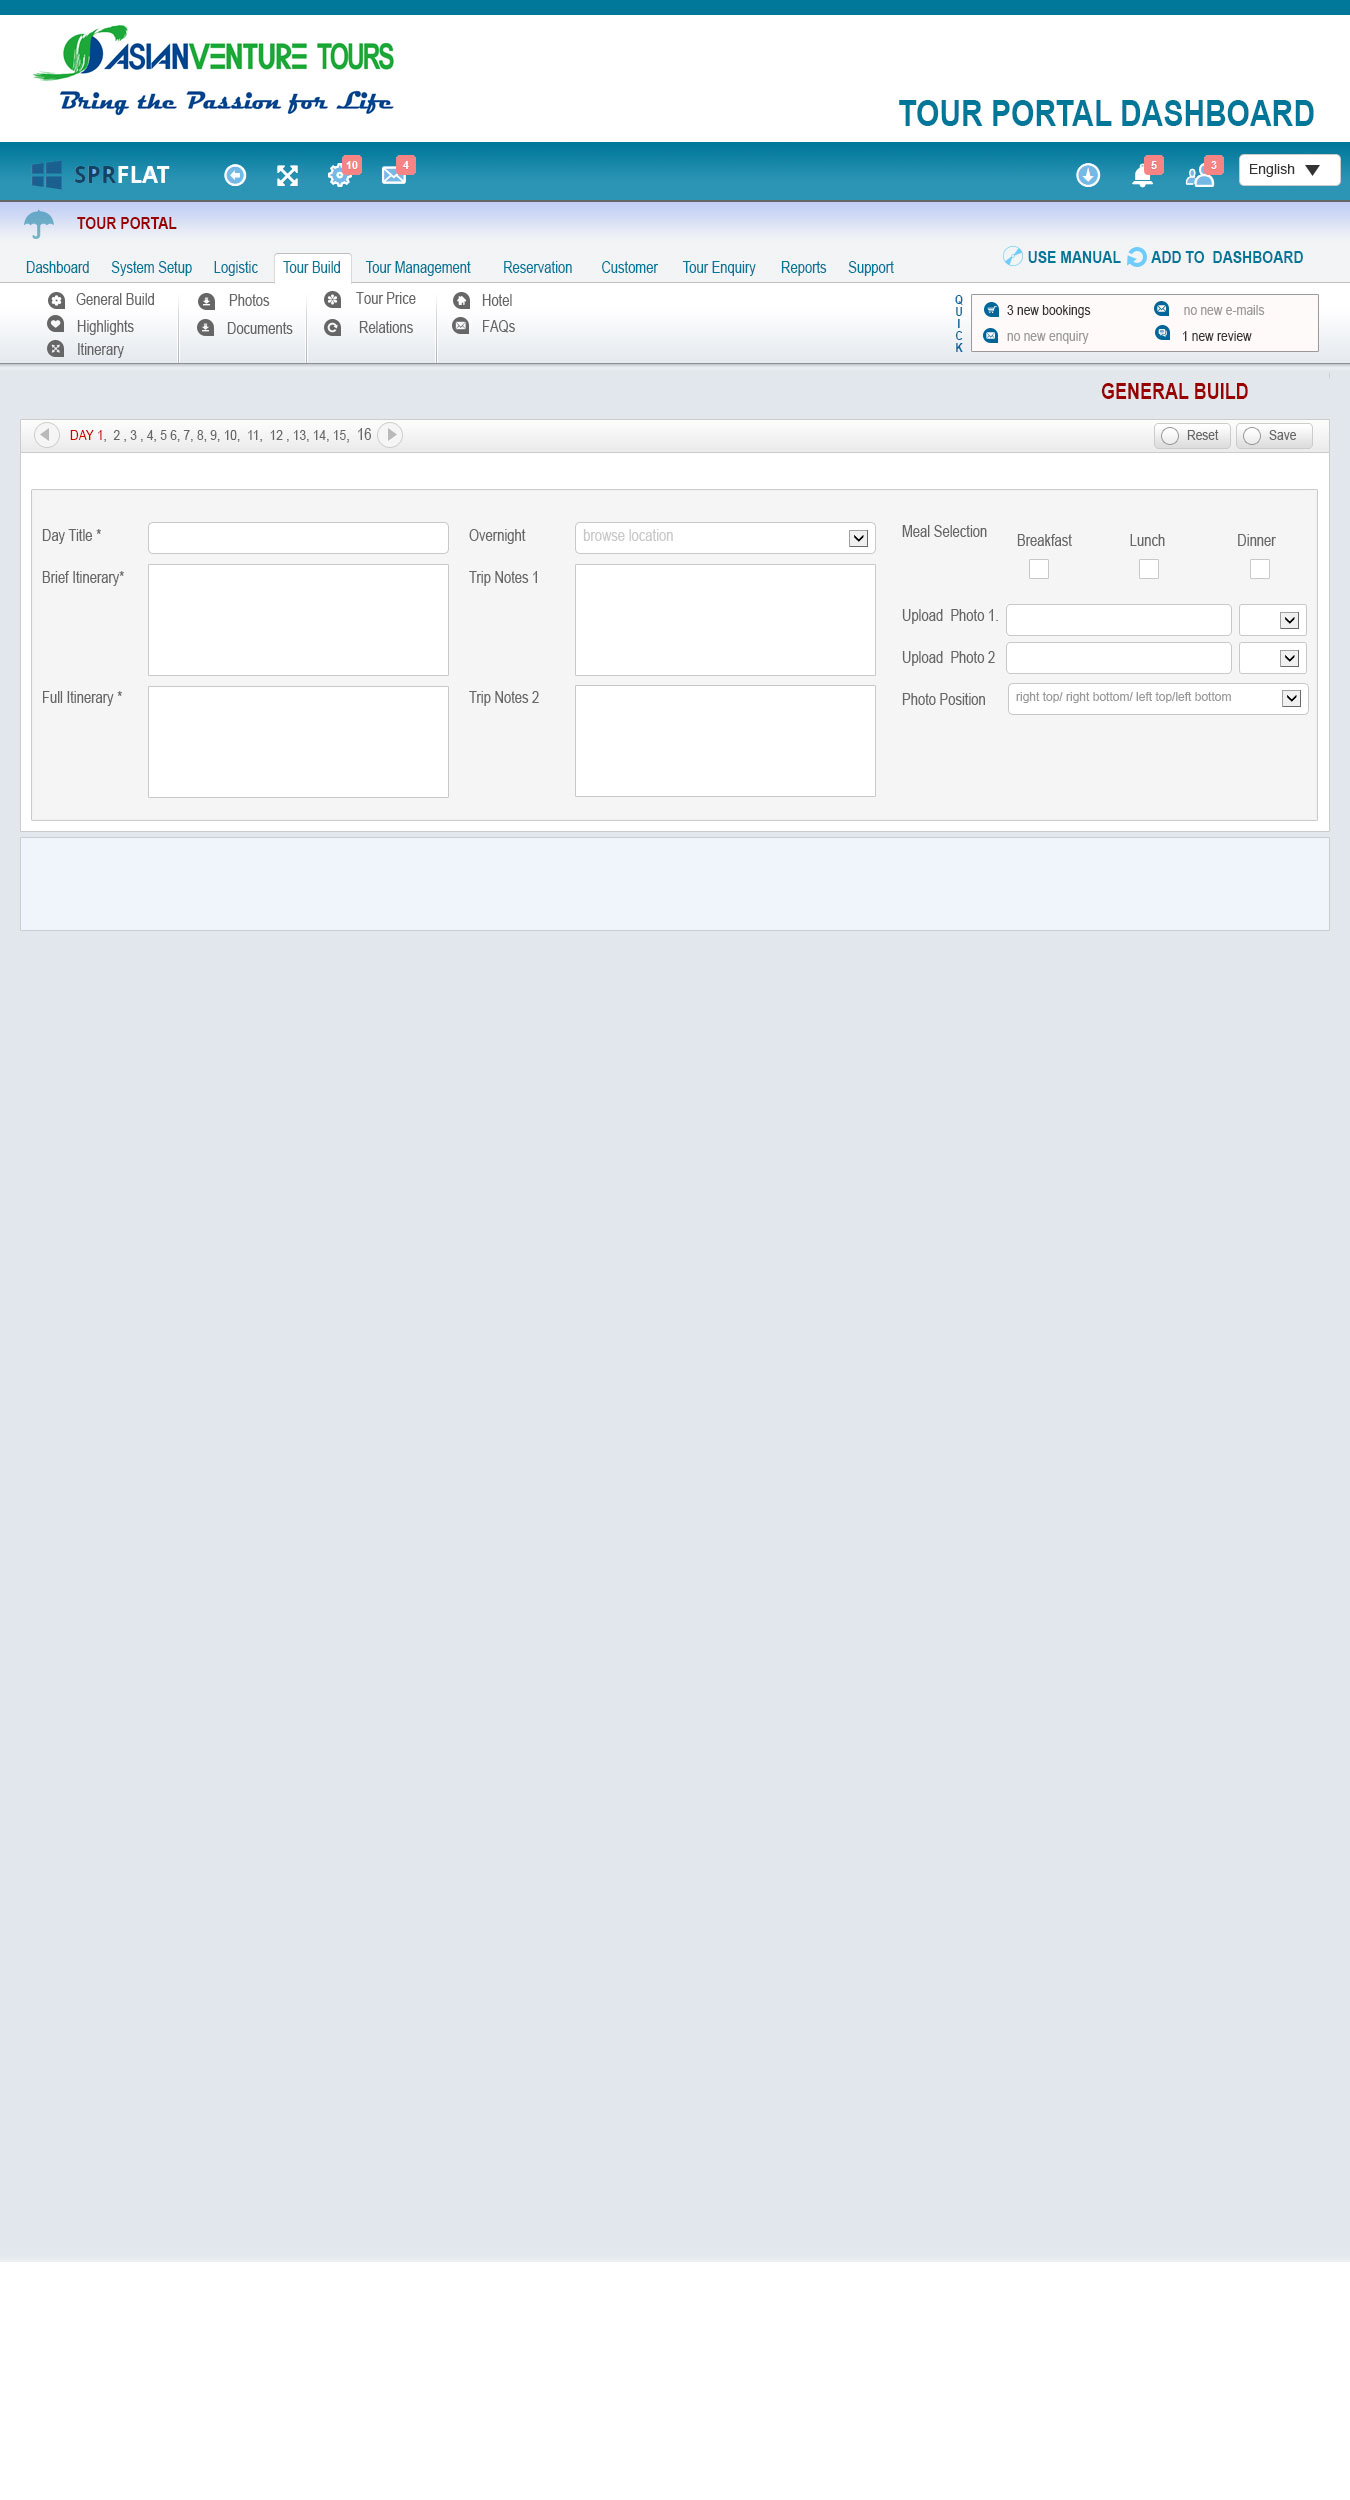 ASIANVENTURE TOURS
Bring the Passion for Life
TOUR PORTAL DASHBOARD
SPRFLAT
10
4
5
3
English
TOUR PORTAL
Dashboard System Setup Logistic Tour Build Tour Management Reservation Customer Tour Enquiry Reports Support
USE MANUAL ADD TO DASHBOARD
General Build
Highlights
Itinerary
Photos
Documents
Tour Price
Relations
Hotel
FAQs
QUICK
3 new bookings
no new e-mails
no new enquiry
1 new review
GENERAL BUILD
DAY 1, 2 , 3 , 4, 5 6, 7, 8, 9, 10, 11, 12 , 13, 14, 15, 16
Reset
Save
Day Title *
Overnight
browse location
Meal Selection
Breakfast
Lunch
Dinner
Brief Itinerary*
Trip Notes 1
Upload Photo 1.
Upload Photo 2
Full Itinerary *
Trip Notes 2
Photo Position
right top/ right bottom/ left top/left bottom